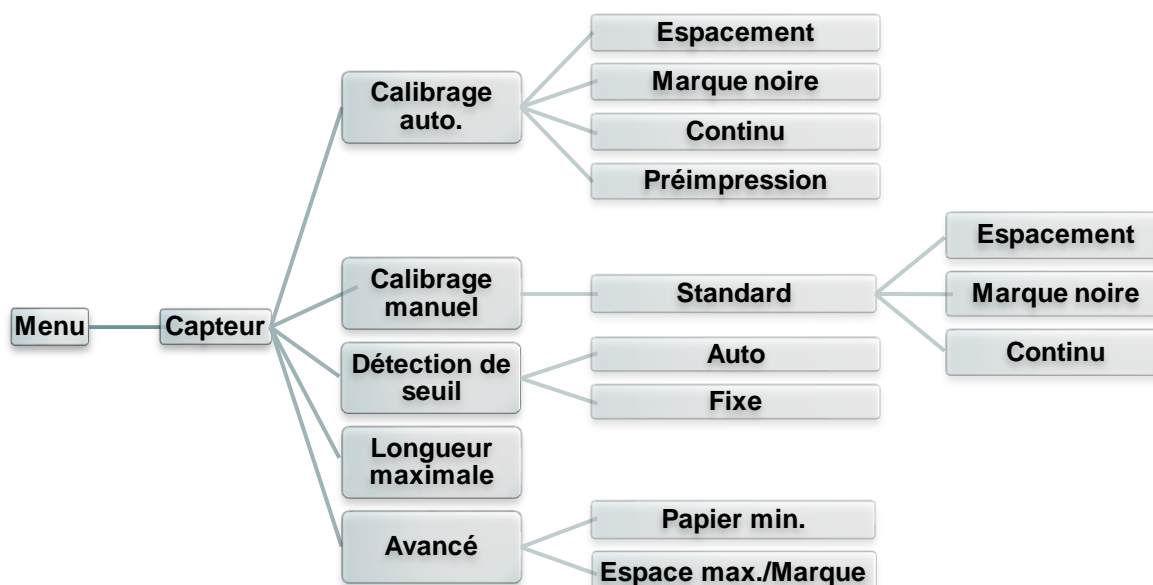 Menu
Capteur
Calibrage
auto.
Espacement
Marque noire
Continu
Préimpression
Calibrage
manuel
Standard
Espacement
Marque noire
Continu
Détection de
seuil
Auto
Fixe
Longueur
maximale
Avancé
Papier min.
Espace max./Marque